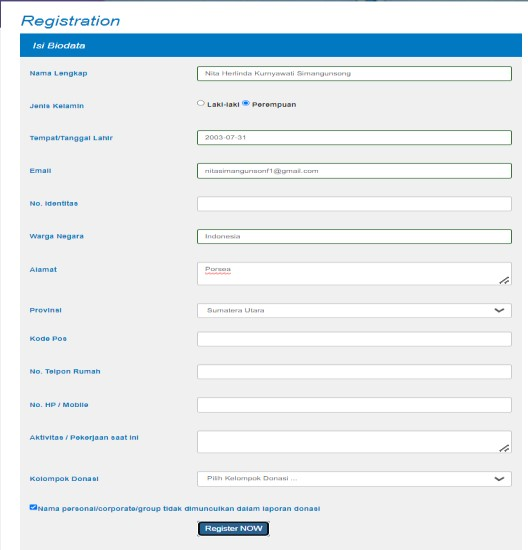 Registration
Isi Biodata
Nama Lengkap Nita Herlinda Kurnyawati Simangunsong
Jenis Kelamin Laki-laki Perempuan
Tempat/Tanggal Lahir 2003-07-31
Email nitasimangunsonf1@gmail.com
No. Identitas
Warga Negara Indonesia
Alamat Porsea
Provinsi Sumatera Utara
Kode Pos
No. Telpon Rumah
No. HP / Mobile
Aktivitas / Pekerjaan saat ini
Kolompok Donasi Pilih Kelompok Donasi ...
Nama personal/corporate/group tidak dimunculkan dalam laporan donasi
Register NOW